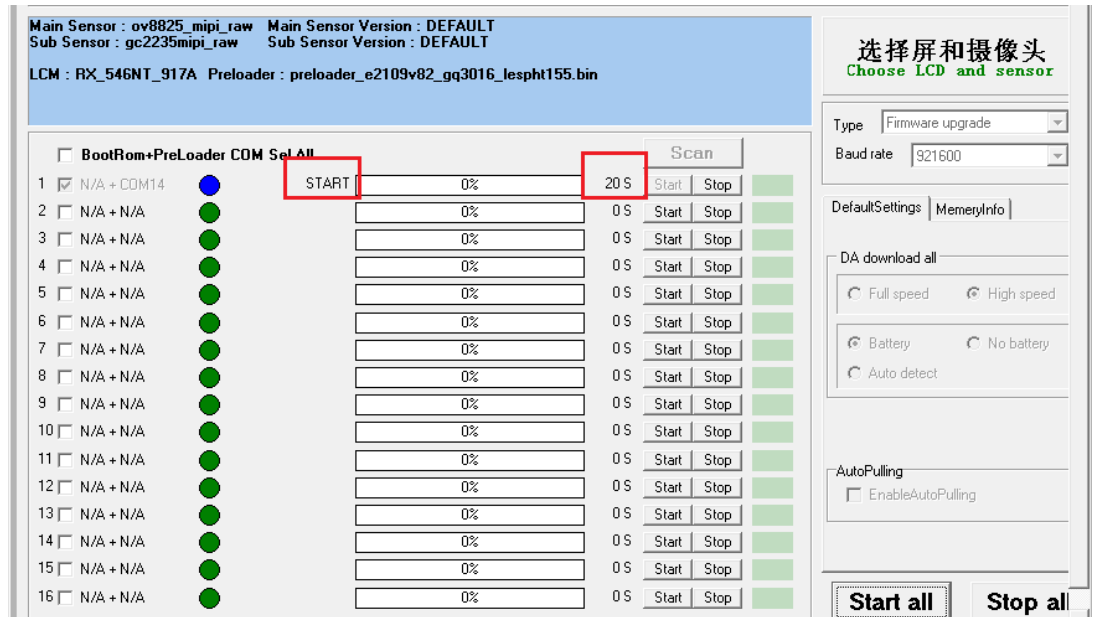 Main Sensor : ov8825_mipi_raw Main Sensor Version : DEFAULT
Sub Sensor : gc2235mipi_raw Sub Sensor Version : DEFAULT
LCM : RX_546NT_917A Preloader : preloader_e2109v82_gq3016_lespht155.bin
选择屏和摄像头
Choose LCD and sensor
Type Firmware upgrade
Baud rate 921600
BootRom+PreLoader COM Sel All Scan
1 N/A + COM14 START 0% 20 S Start Stop
2 N/A + N/A 0% 0 S Start Stop
3 N/A + N/A 0% 0 S Start Stop
4 N/A + N/A 0% 0 S Start Stop
5 N/A + N/A 0% 0 S Start Stop
6 N/A + N/A 0% 0 S Start Stop
7 N/A + N/A 0% 0 S Start Stop
8 N/A + N/A 0% 0 S Start Stop
9 N/A + N/A 0% 0 S Start Stop
10 N/A + N/A 0% 0 S Start Stop
11 N/A + N/A 0% 0 S Start Stop
12 N/A + N/A 0% 0 S Start Stop
13 N/A + N/A 0% 0 S Start Stop
14 N/A + N/A 0% 0 S Start Stop
15 N/A + N/A 0% 0 S Start Stop
16 N/A + N/A 0% 0 S Start Stop
DefaultSettings MemeryInfo
DA download all
Full speed High speed
Battery No battery
Auto detect
AutoPulling
EnableAutoPulling
Start all Stop all